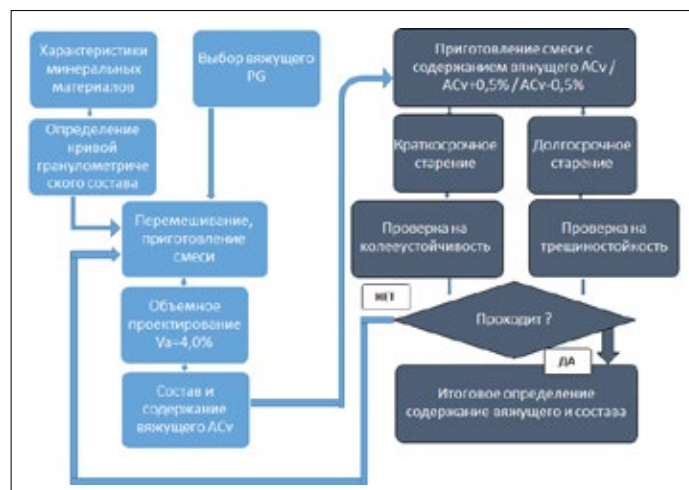 Характеристики
минеральных
материалов
Выбор вяжущего
PG
Определение
кривой
гранулометриче
ского состава
Перемешивание,
приготовление
смеси
Объемное
проектирование
Va=4,0%
Состав и
содержание
вяжущего ACv
Приготовление смеси с
содержанием вяжущего ACv /
ACv+0,5% / ACv-0,5%
Краткосрочное
старение
Долгосрочное
старение
Проверка на
колееустойчивость
Проверка на
трещиностойкость
НЕТ
Проходит ?
ДА
Итоговое определение
содержание вяжущего и состава